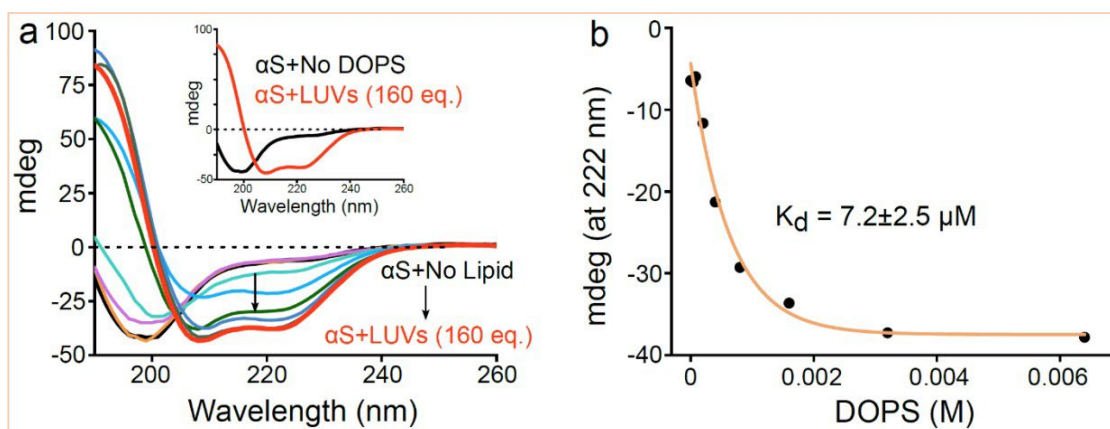 a
100
75
50
25
0
-25
-50
mdeg
200
220
240
260
Wavelength (nm)
αS+No Lipid
αS+LUVs (160 eq.)
50
0
-50
mdeg
200
220
240
260
Wavelength (nm)
αS+No DOPS
αS+LUVs (160 eq.)
b
0
-10
-20
-30
-40
mdeg (at 222 nm)
Kd = 7.2±2.5 µM
0
0.002
0.004
0.006
DOPS (M)